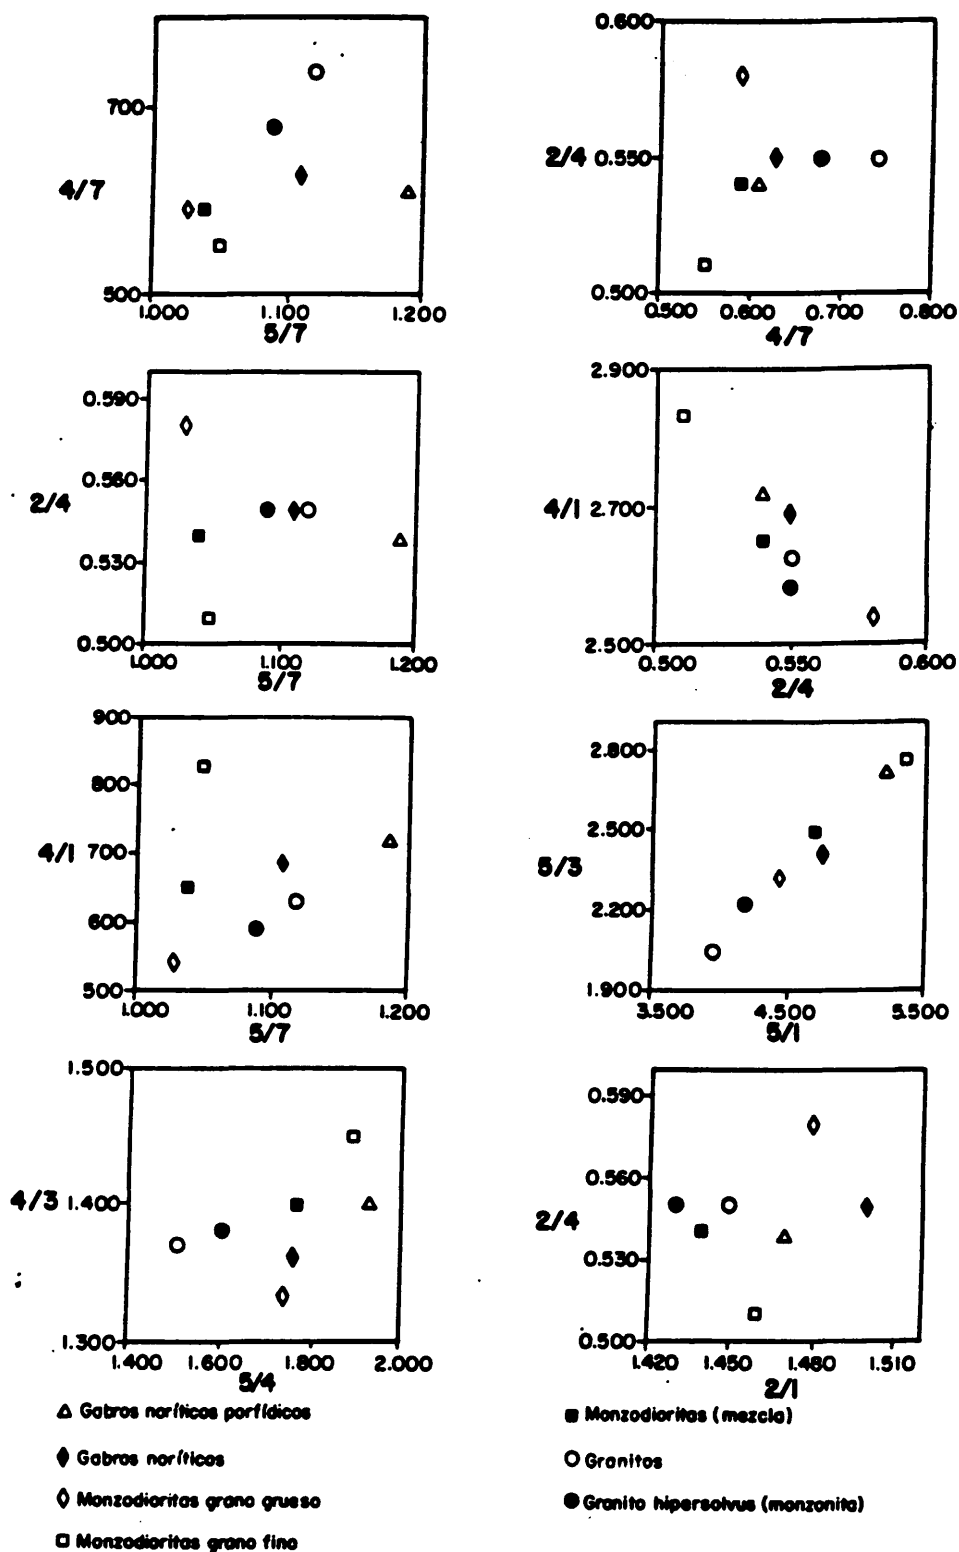 700
4/7
500
1.000 1.100 1.200
5/7
0.600
2/4 0.550
0.500
0.500 0.600 0.700 0.800
4/7
0.590
0.560
2/4
0.530
0.500
1.000 1.100 1.200
5/7
2.900
4/1 2.700
2.500
0.500 0.550 0.600
2/4
900
800
4/1 700
600
500
1.000 1.100 1.200
5/7
2.800
2.500
5/3
2.200
1.900
3.500 4.500 5.500
5/1
1.500
4/3 1.400
1.300
1.400 1.600 1.800 2.000
5/4
0.590
0.560
2/4
0.530
0.500
1.420 1.450 1.480 1.510
2/1
Gabros noríticos porfídicos
Gabros noríticos
Monzodioritas grano grueso
Monzodioritas grano fino
Monzodioritas (mezcla)
Granitos
Granito hipersolvus (monzonita)